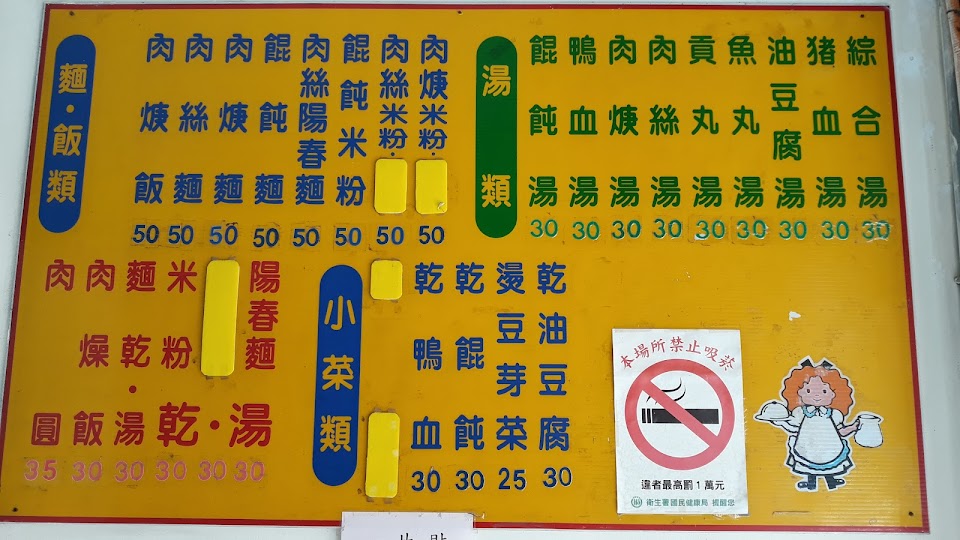 麵·飯類
肉焿飯 50
肉絲麵 50
肉焿麵 50
餛飩麵 50
肉絲陽春麵 50
餛飩米粉 50
肉絲米粉· 50
肉焿米粉· 50
湯類
餛飩湯 30
鴨血湯 30
肉焿湯 30
肉絲湯 30
貢丸湯 30
魚丸湯 30
油豆腐湯 30
猪血湯 30
綜合湯 30
肉圓 35
肉燥飯 30
麵乾·湯 30
米粉
陽春麵
乾·湯
30 30 30
小菜類
乾鴨血 30
乾餛飩 30
燙豆芽菜 25
乾油豆腐 30
本場所禁止吸菸
違者最高罰1萬元
衛生署國民健康局 提醒您